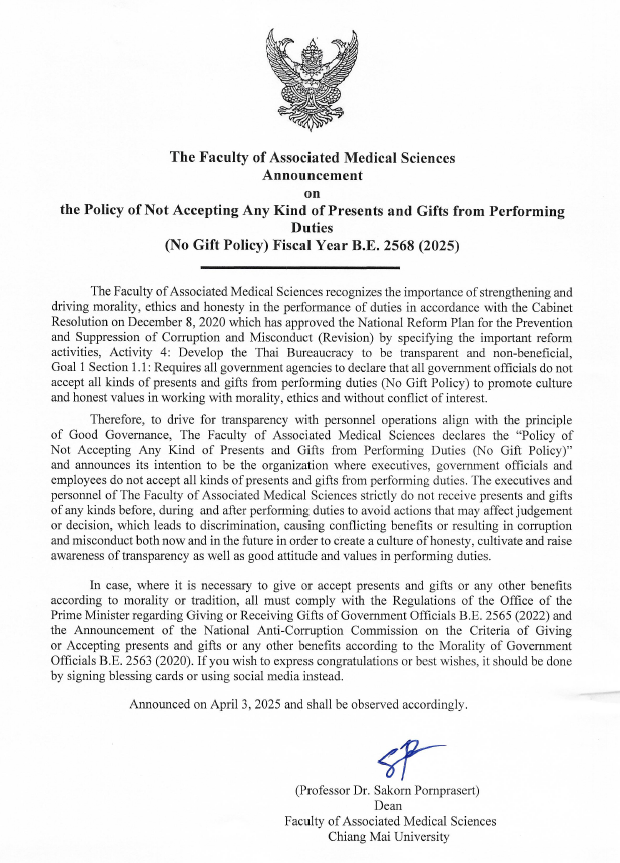 The Faculty of Associated Medical Sciences
Announcement
on
the Policy of Not Accepting Any Kind of Presents and Gifts from Performing
Duties
(No Gift Policy) Fiscal Year B.E. 2568 (2025)
The Faculty of Associated Medical Sciences recognizes the importance of strengthening and
driving morality, ethics and honesty in the performance of duties in accordance with the Cabinet
Resolution on December 8, 2020 which has approved the National Reform Plan for the Prevention
and Suppression of Corruption and Misconduct (Revision) by specifying the important reform
activities, Activity 4: Develop the Thai Bureaucracy to be transparent and non-beneficial,
Goal 1 Section 1.1: Requires all government agencies to declare that all government officials do not
accept all kinds of presents and gifts from performing duties (No Gift Policy) to promote culture
and honest values in working with morality, ethics and without conflict of interest.
Therefore, to drive for transparency with personnel operations align with the principle
of Good Governance, The Faculty of Associated Medical Sciences declares the “Policy of
Not Accepting Any Kind of Presents and Gifts from Performing Duties (No Gift Policy)”
and announces its intention to be the organization where executives, government officials and
employees do not accept all kinds of presents and gifts from performing duties. The executives and
personnel of The Faculty of Associated Medical Sciences strictly do not receive presents and gifts
of any kinds before, during and after performing duties to avoid actions that may affect judgement
or decision, which leads to discrimination, causing conflicting benefits or resulting in corruption
and misconduct both now and in the future in order to create a culture of honesty, cultivate and raise
awareness of transparency as well as good attitude and values in performing duties.
In case, where it is necessary to give or accept presents and gifts or any other benefits
according to morality or tradition, all must comply with the Regulations of the Office of the
Prime Minister regarding Giving or Receiving Gifts of Government Officials B.E. 2565 (2022) and
the Announcement of the National Anti-Corruption Commission on the Criteria of Giving
or Accepting presents and gifts or any other benefits according to the Morality of Government
Officials B.E. 2563 (2020). If you wish to express congratulations or best wishes, it should be done
by signing blessing cards or using social media instead.
Announced on April 3, 2025 and shall be observed accordingly.
(Professor Dr. Sakorn Pornprasert)
Dean
Faculty of Associated Medical Sciences
Chiang Mai University